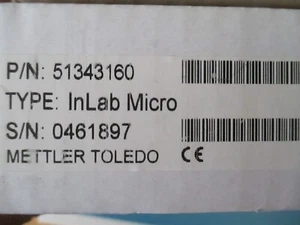 P/N: 51343160
TYPE: InLab Micro
S/N: 0461897
METTLER TOLEDO CE